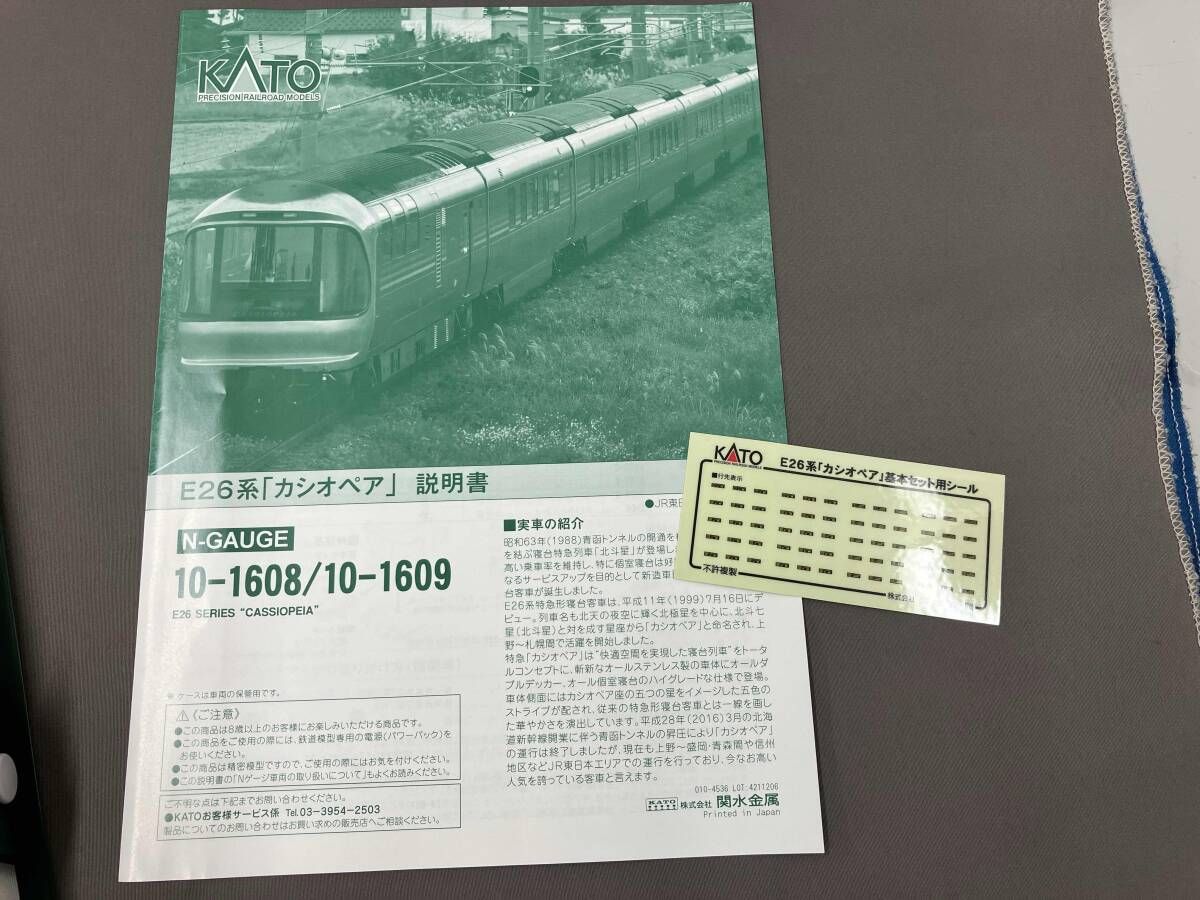 KATO
PRECISION RAILROAD MODELS
E26系「カシオペア」 説明書
●JR東日
N-GAUGE
10-1608/10-1609
E26 SERIES "CASSIOPEIA"
※ ケースは車両の保管用です。
⚠〈ご注意〉
●この商品は8歳以上のお客様にお楽しみいただける商品です。
●この商品をご使用の際には、鉄道模型専用の電源(パワーパック)を
お使いください。
●この商品は精密模型ですので、ご使用の際にはお気を付けください。
●この説明書の「Nゲージ車両の取り扱いについて」もよくお読みください。
ご不明な点は下記までお問い合わせください。
●KATOお客様サービス係 Tel.03-3954-2503
製品についてのお問い合わせはお買い求めの販売店へご相談ください。
■実車の紹介
昭和63年(1988)青函トンネルの開通を
を結ぶ寝台特急列車「北斗星」が登場し
高い乗車率を維持し、特に個室寝台は好
なるサービスアップを目的として新造車
台客車が誕生しました。
E26系特急形寝台客車は、平成11年(1999)7月16日にデ
ビュー。列車名も北天の夜空に輝く北極星を中心に、北斗七
星(北斗星)と対を成す星座から「カシオペア」と命名され、上
野～札幌間で活躍を開始しました。
特急「カシオペア」は"快適空間を実現した寝台列車"をトータ
ルコンセプトに、斬新なオールステンレス製の車体にオールダ
ブルデッカー、オール個室寝台のハイグレードな仕様で登場。
車体側面にはカシオペア座の五つの星をイメージした五色の
ストライプが配され、従来の特急形寝台客車とは一線を画し
た華やかさを演出しています。平成28年(2016)3月の北海
道新幹線開業に伴う青函トンネルの昇圧により「カシオペア」
の運行は終了しましたが、現在も上野～盛岡・青森間や信州
地区などJR東日本エリアでの運行を行っており、今なお高い
人気を誇っている客車と言えます。
010-4536 LOT:4211206
KATO 株式会社 関水金属
Printed in Japan
KATO
PRECISION RAILROAD MODELS
E26系「カシオペア」基本セット用シール
■行先表示
不許複製
株式会社